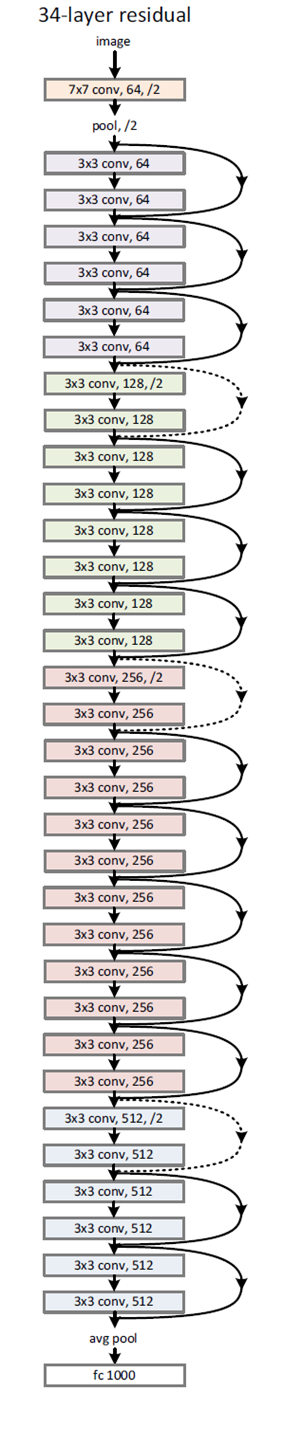 34-layer residual
image
7x7 conv, 64, /2
pool, /2
3x3 conv, 64
3x3 conv, 64
3x3 conv, 64
3x3 conv, 64
3x3 conv, 64
3x3 conv, 64
3x3 conv, 128, /2
3x3 conv, 128
3x3 conv, 128
3x3 conv, 128
3x3 conv, 128
3x3 conv, 128
3x3 conv, 128
3x3 conv, 128
3x3 conv, 256, /2
3x3 conv, 256
3x3 conv, 256
3x3 conv, 256
3x3 conv, 256
3x3 conv, 256
3x3 conv, 256
3x3 conv, 256
3x3 conv, 256
3x3 conv, 256
3x3 conv, 256
3x3 conv, 256
3x3 conv, 512, /2
3x3 conv, 512
3x3 conv, 512
3x3 conv, 512
3x3 conv, 512
3x3 conv, 512
avg pool
fc 1000